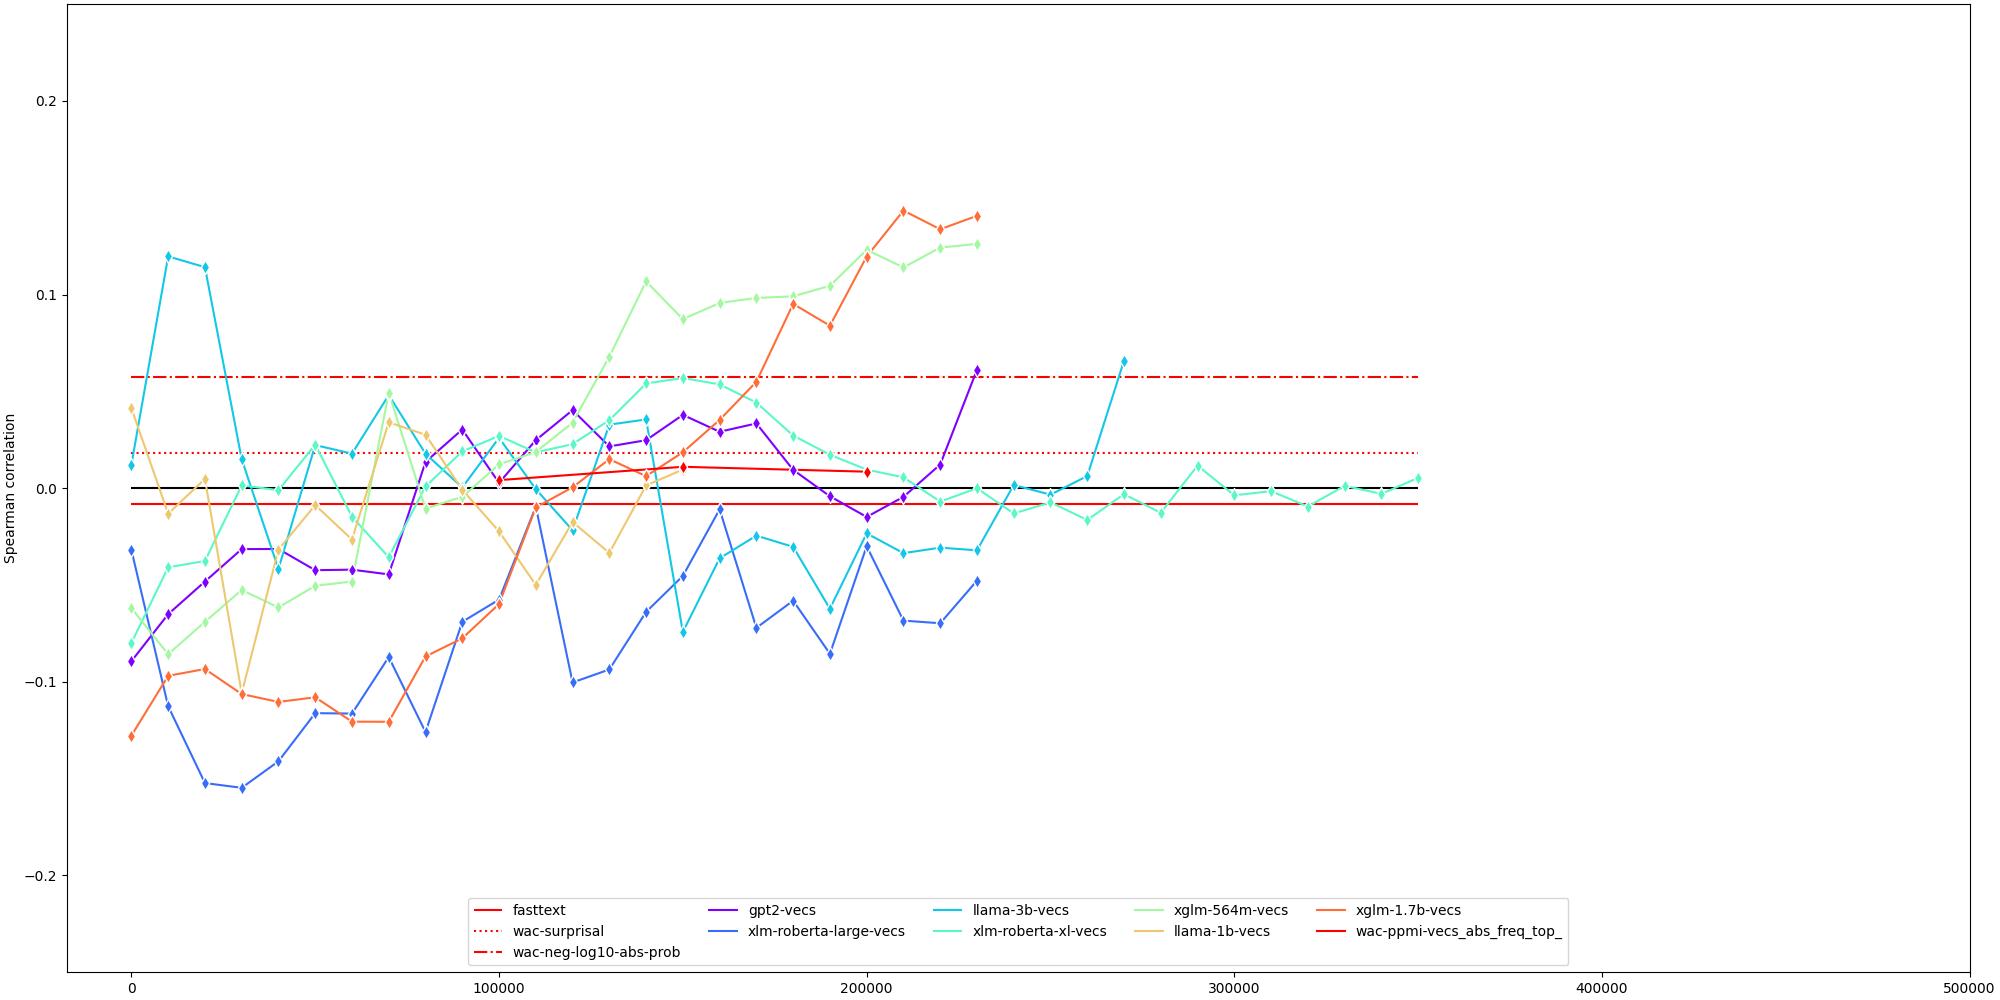 0.2
0.1
0.0
−0.1
−0.2
Spearman correlation
fasttext
wac-surprisal
wac-neg-log10-abs-prob
gpt2-vecs
xlm-roberta-large-vecs
llama-3b-vecs
xlm-roberta-xl-vecs
xglm-564m-vecs
llama-1b-vecs
xglm-1.7b-vecs
wac-ppmi-vecs_abs_freq_top_
0 100000 200000 300000 400000 500000